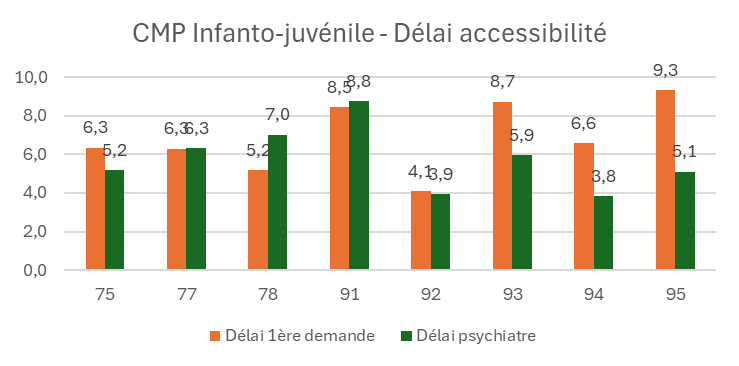 CMP Infanto-juvénile - Délai accessibilité
10,0
8,0
6,0
4,0
2,0
0,0
6,3 5,2 6,3 6,3 5,2 7,0 8,5 8,8 4,1 3,9 8,7 5,9 6,6 3,8 9,3 5,1
75 77 78 91 92 93 94 95
Délai 1ère demande Délai psychiatre